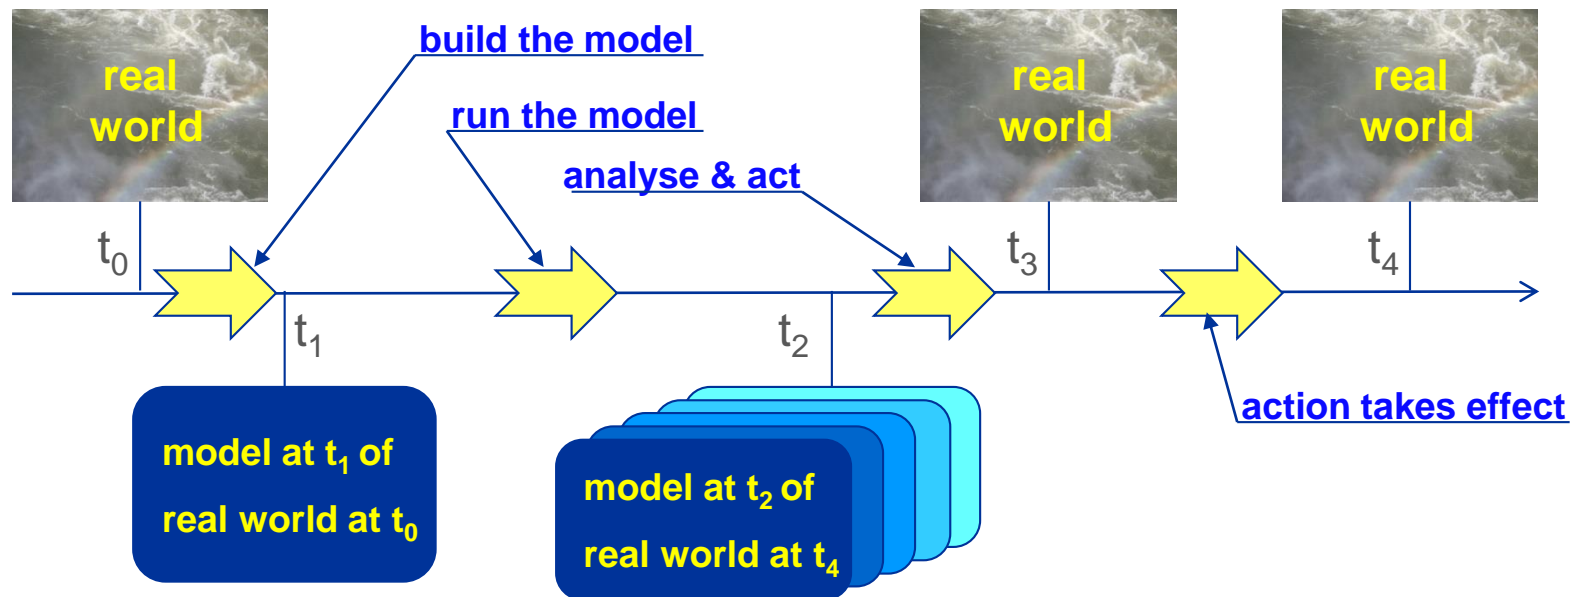 real
world
build the model
run the model
analyse & act
real
world
real
world
t0
t3
t4
t1
t2
action takes effect
model at t1 of
real world at t0
model at t2 of
real world at t4